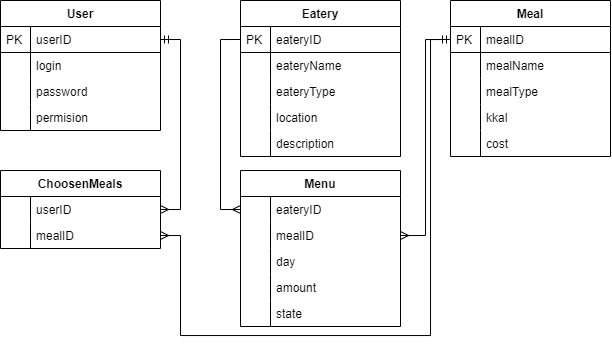 User
PK userID
login
password
permision
Eatery
PK eateryID
eateryName
eateryType
location
description
Meal
PK mealID
mealName
mealType
kkal
cost
ChoosenMeals
userID
mealID
Menu
eateryID
mealID
day
amount
state